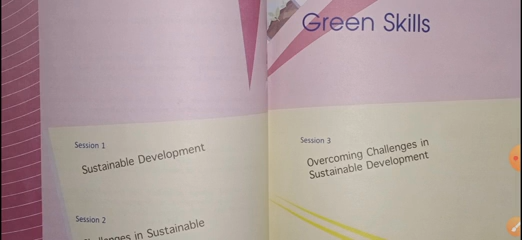 Green Skills
Session 1
Sustainable Development
Session 2
in Sustainable
Session 3
Overcoming Challenges in
Sustainable Development